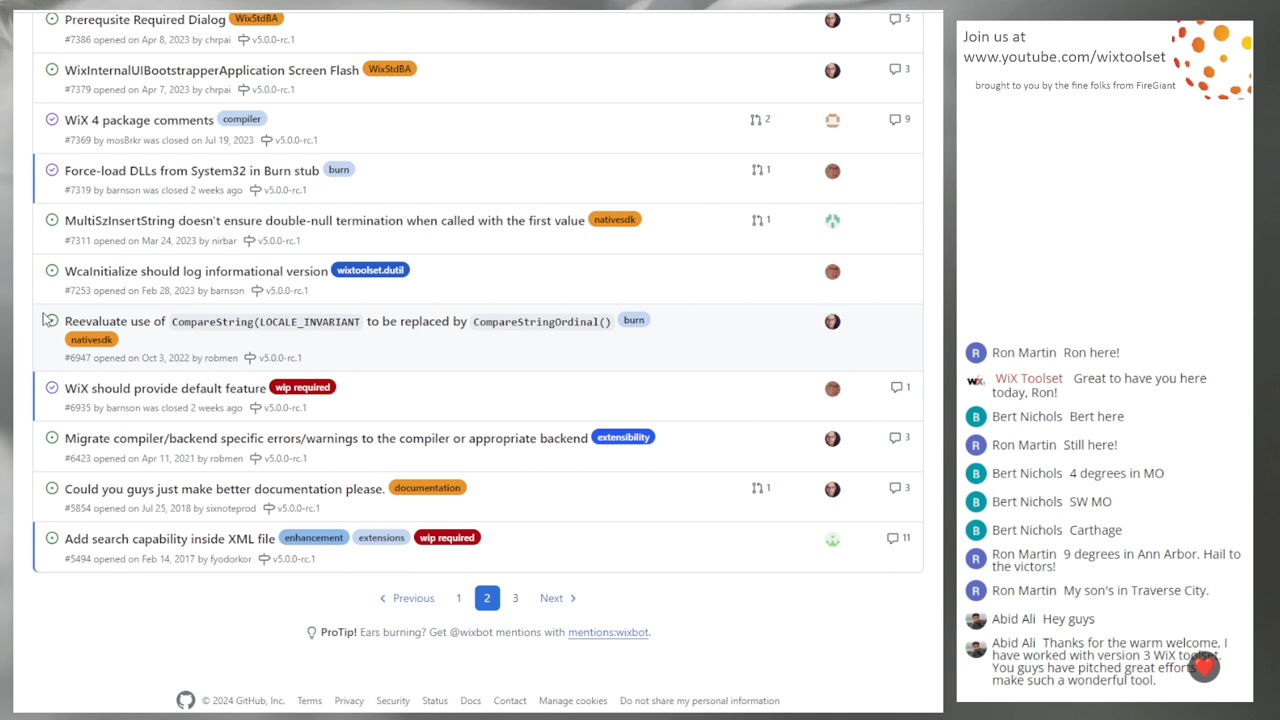 Prerequsite Required Dialog WixStdBA
#7386 opened on Apr 8, 2023 by chrpai v5.0.0-rc.1
5
WixInternalUIBootstrapperApplication Screen Flash WixStdBA
#7379 opened on Apr 7, 2023 by chrpai v5.0.0-rc.1
3
WiX 4 package comments compiler
#7369 by mos8rkr was closed on Jul 19, 2023 v5.0.0-rc.1
2
9
Force-load DLLs from System32 in Burn stub burn
#7319 by barnson was closed 2 weeks ago v5.0.0-rc.1
1
MultiSzInsertString doesn't ensure double-null termination when called with the first value nativesdk
#7311 opened on Mar 24, 2023 by nirbar v5.0.0-rc.1
1
WcaInitialize should log informational version wixtoolset.dutil
#7253 opened on Feb 28, 2023 by barnson v5.0.0-rc.1
Reevaluate use of CompareString(LOCALE_INVARIANT to be replaced by CompareStringOrdinal() burn
nativesdk
#6947 opened on Oct 3, 2022 by robmen v5.0.0-rc.1
WiX should provide default feature wip required
#6935 by barnson was closed 2 weeks ago v5.0.0-rc.1
1
Migrate compiler/backend specific errors/warnings to the compiler or appropriate backend extensibility
#6423 opened on Apr 11, 2021 by robmen v5.0.0-rc.1
3
Could you guys just make better documentation please. documentation
#5854 opened on Jul 25, 2018 by sixnoteprod v5.0.0-rc.1
1
3
Add search capability inside XML file enhancement extensions wip required
#5494 opened on Feb 14, 2017 by fyodorkor v5.0.0-rc.1
11
Previous 1 2 3 Next
ProTip! Ears burning? Get @wixbot mentions with mentions:wixbot.
© 2024 GitHub, Inc. Terms Privacy Security Status Docs Contact Manage cookies Do not share my personal information
Join us at
www.youtube.com/wixtoolset
brought to you by the fine folks from FireGiant
R Ron Martin Ron here!
WiX WiX Toolset Great to have you here
today, Ron!
B Bert Nichols Bert here
R Ron Martin Still here!
B Bert Nichols 4 degrees in MO
B Bert Nichols SW MO
B Bert Nichols Carthage
R Ron Martin 9 degrees in Ann Arbor. Hail to
the victors!
R Ron Martin My son's in Traverse City.
Abid Ali Hey guys
Abid Ali Thanks for the warm welcome, I
have worked with version 3 WiX toolset.
You guys have pitched great efforts
make such a wonderful tool.